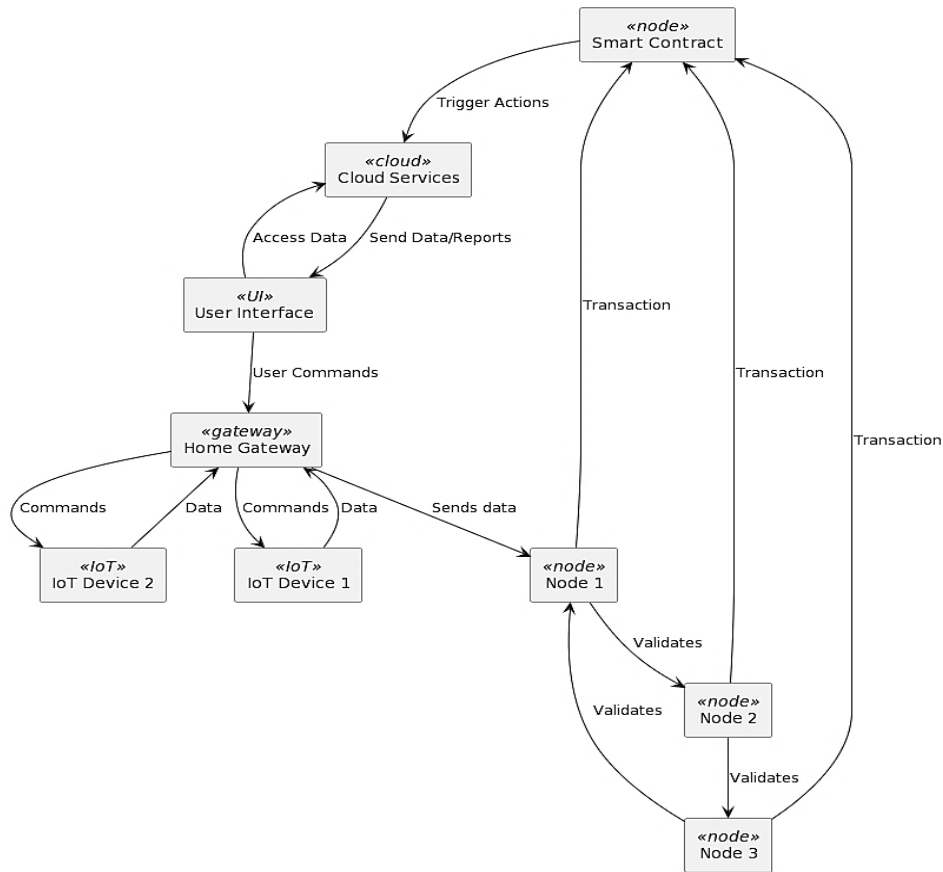 «node»
Smart Contract
Trigger Actions
«cloud»
Cloud Services
Access Data
Send Data/Reports
«UI»
User Interface
Transaction
User Commands
Transaction
«gateway»
Home Gateway
Transaction
Commands
Data
Commands
Data
Sends data
«IoT»
IoT Device 2
«IoT»
IoT Device 1
«node»
Node 1
Validates
«node»
Node 2
Validates
Validates
«node»
Node 3